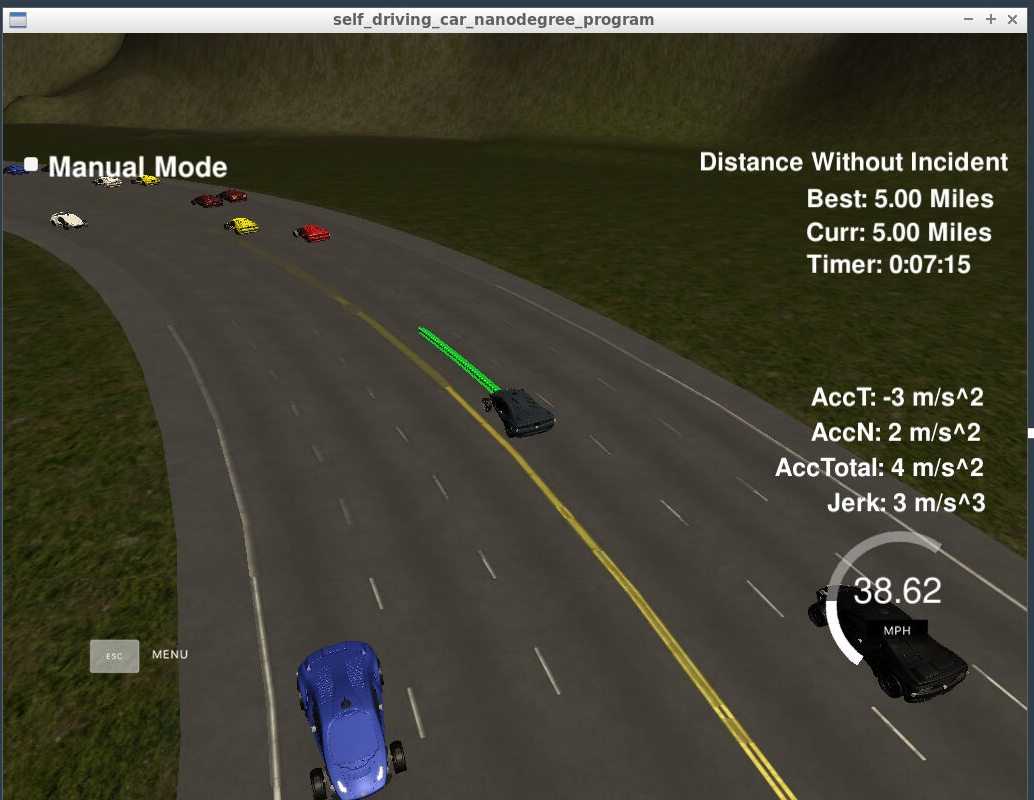 self_driving_car_nanodegree_program
Manual Mode
Distance Without Incident
Best: 5.00 Miles
Curr: 5.00 Miles
Timer: 0:07:15
AccT: -3 m/s^2
AccN: 2 m/s^2
AccTotal: 4 m/s^2
Jerk: 3 m/s^3
38.62
MPH
ESC MENU